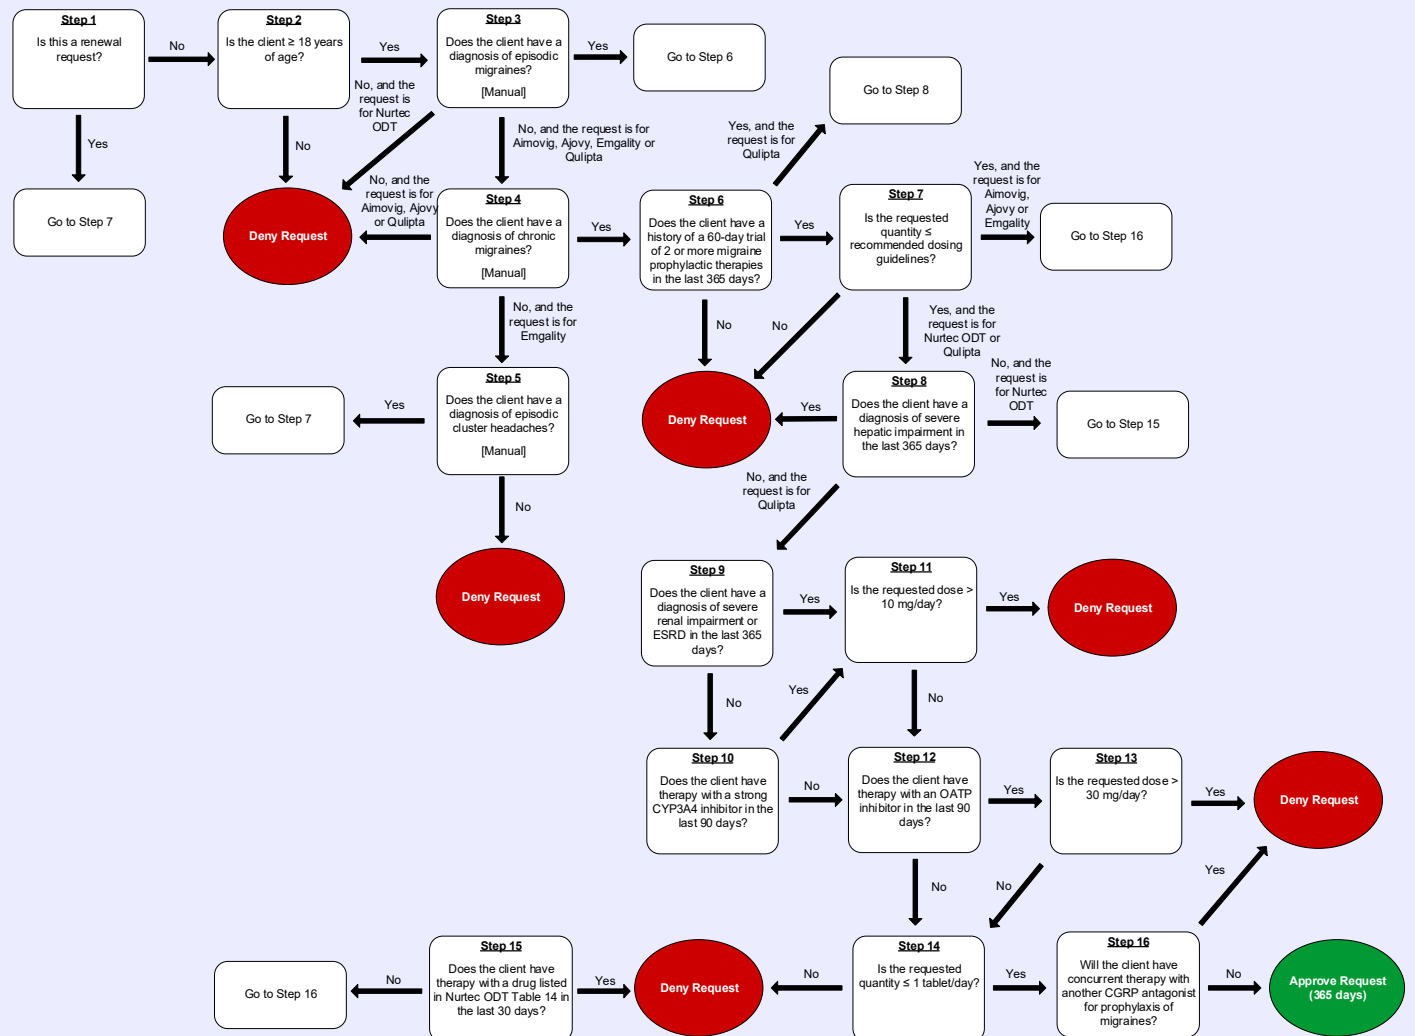 Step 1
Is this a renewal
request?
No
Yes
Go to Step 7
Step 2
Is the client ≥ 18 years
of age?
Yes
No
Deny Request
Step 3
Does the client have a
diagnosis of episodic
migraines?
[Manual]
Yes
Go to Step 6
No, and the
request is
for Nurtec
ODT
No, and the request is for
Aimovig, Ajovy, Emgality or
Qulipta
No, and the
request is for
Aimovig, Ajovy
or Qulipta
Step 4
Does the client have a
diagnosis of chronic
migraines?
[Manual]
Yes
No, and the
request is for
Emgality
Step 5
Does the client have a
diagnosis of episodic
cluster headaches?
[Manual]
Yes
Go to Step 7
No
Deny Request
Step 6
Does the client have a
history of a 60-day trial
of 2 or more migraine
prophylactic therapies
in the last 365 days?
Yes, and the
request is for
Qulipta
Go to Step 8
Yes
No
Deny Request
Step 7
Is the requested
quantity ≤
recommended dosing
guidelines?
Yes, and the
request is for
Aimovig,
Ajovy or
Emgality
Go to Step 16
No
Yes, and the
request is for
Nurtec ODT or
Qulipta
Step 8
Does the client have a
diagnosis of severe
hepatic impairment in
the last 365 days?
Yes
No, and the
request is
for Nurtec
ODT
Go to Step 15
No, and the
request is for
Qulipta
Step 9
Does the client have a
diagnosis of severe
renal impairment or
ESRD in the last 365
days?
Yes
No
Step 10
Does the client have
therapy with a strong
CYP3A4 inhibitor in the
last 90 days?
Yes
No
Step 11
Is the requested dose >
10 mg/day?
Yes
Deny Request
No
Step 12
Does the client have
therapy with an OATP
inhibitor in the last 90
days?
Yes
No
Step 13
Is the requested dose >
30 mg/day?
Yes
Deny Request
No
Step 14
Is the requested
quantity ≤ 1 tablet/day?
No
Yes
Step 15
Does the client have
therapy with a drug listed
in Nurtec ODT Table 14 in
the last 30 days?
No
Go to Step 16
Yes
Deny Request
Step 16
Will the client have
concurrent therapy with
another CGRP antagonist
for prophylaxis of
migraines?
Yes
No
Approve Request
(365 days)